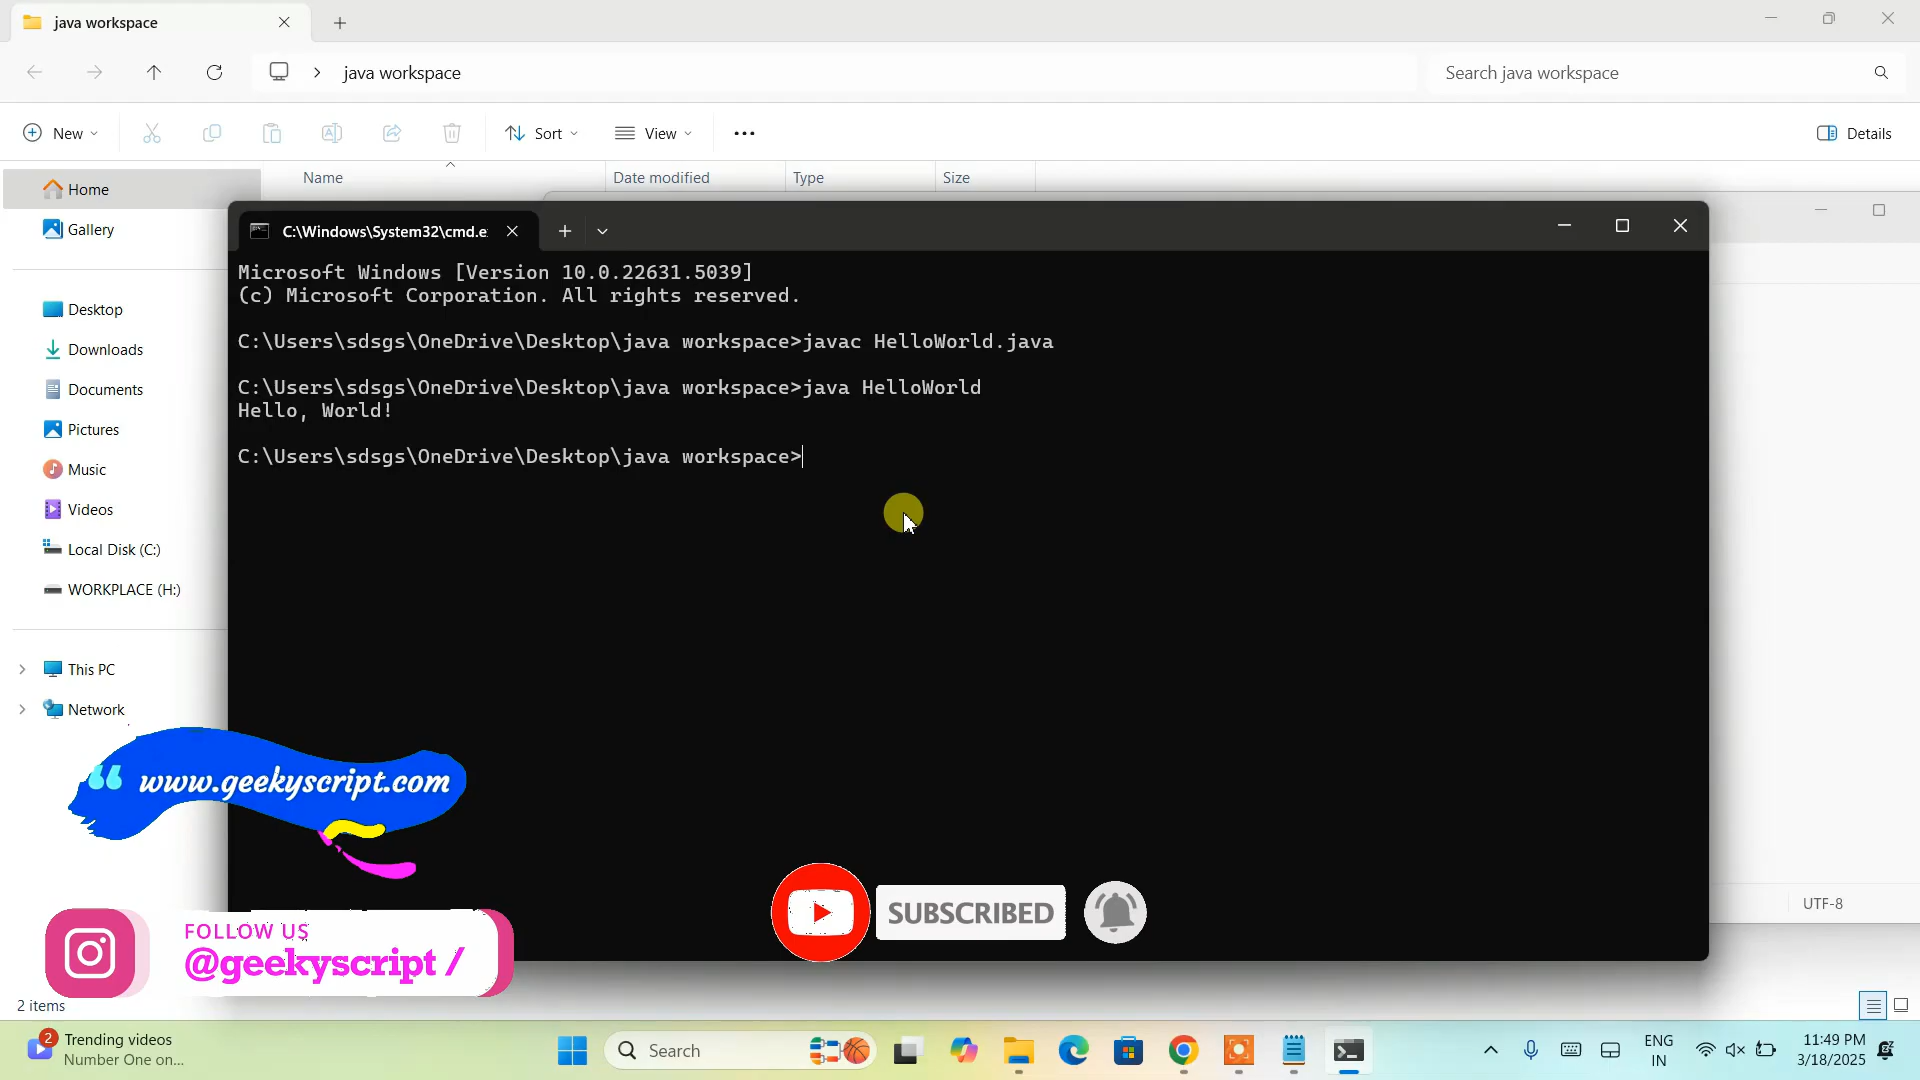 java workspace
java workspace
Search java workspace
New
Sort
View
Details
Name
Date modified
Type
Size
Home
Gallery
Desktop
Downloads
Documents
Pictures
Music
Videos
Local Disk (C:)
WORKPLACE (H:)
This PC
Network
C:\Windows\System32\cmd.e
Microsoft Windows [Version 10.0.22631.5039]
(c) Microsoft Corporation. All rights reserved.
C:\Users\sdsgs\OneDrive\Desktop\java workspace>javac HelloWorld.java
C:\Users\sdsgs\OneDrive\Desktop\java workspace>java HelloWorld
Hello, World!
C:\Users\sdsgs\OneDrive\Desktop\java workspace>
“ www.geekyscript.com
FOLLOW US
@geekyscript /
SUBSCRIBED
UTF-8
2 items
2
Trending videos
Number One on...
Search
ENG
IN
11:49 PM
3/18/2025